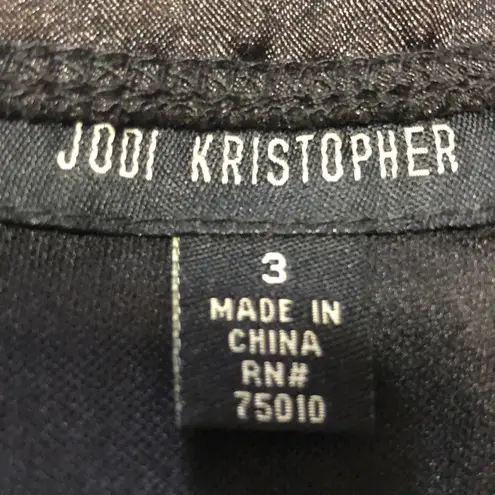 JODI KRISTOPHER
3
MADE IN
CHINA
RN#
75010